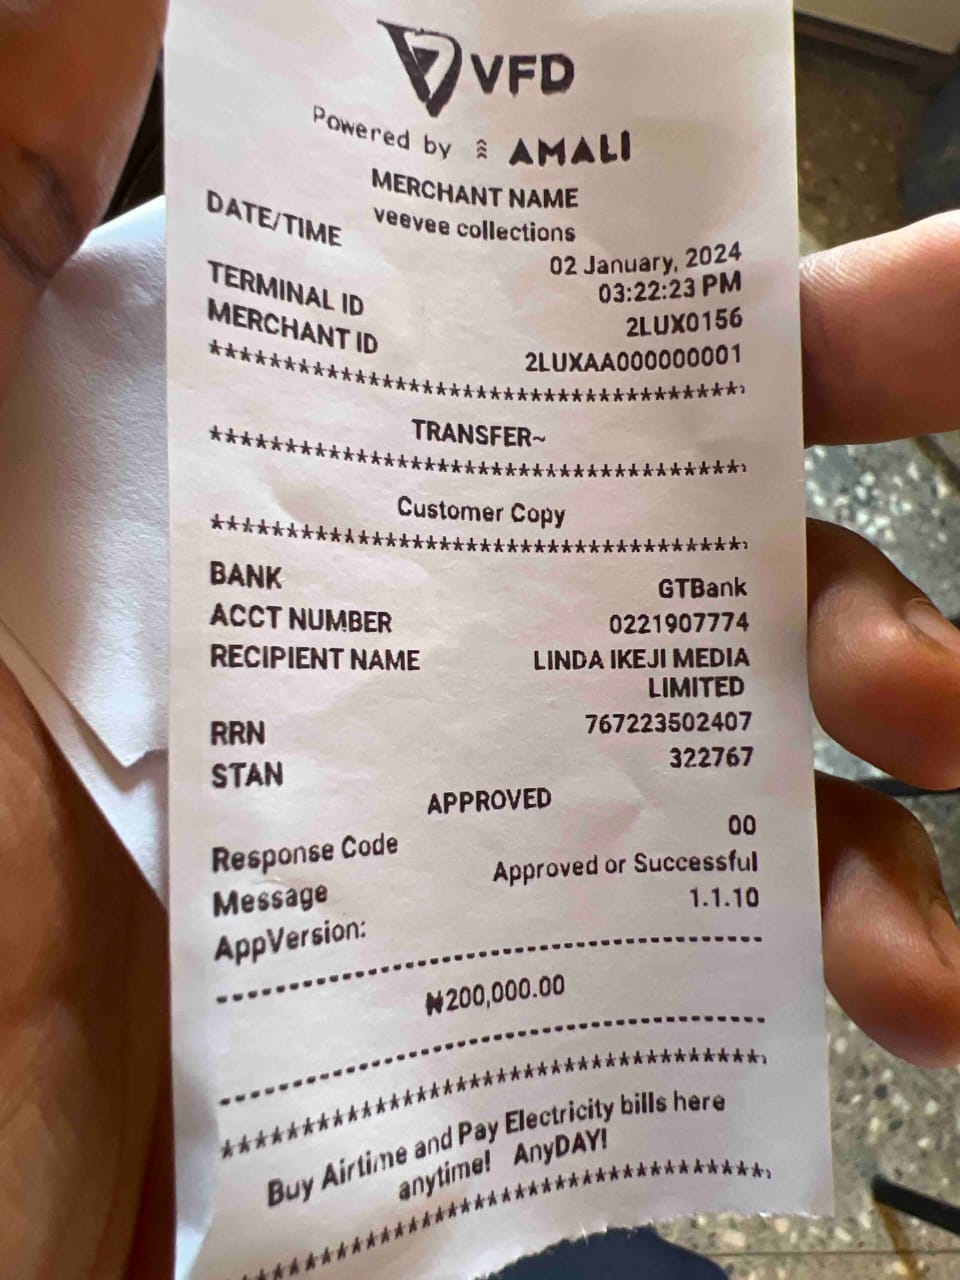 VFD
Powered by AMALI
MERCHANT NAME
veevee collections
DATE/TIME 02 January, 2024
03:22:23 PM
TERMINAL ID 2LUX0156
MERCHANT ID 2LUXAA000000001
***************************************
TRANSFER~
***************************************
Customer Copy
***************************************
BANK GTBank
ACCT NUMBER 0221907774
RECIPIENT NAME LINDA IKEJI MEDIA
LIMITED
RRN 767223502407
STAN 322767
APPROVED
Response Code 00
Message Approved or Successful
AppVersion: 1.1.10
----------------------------------------
₦200,000.00
----------------------------------------
***************************************
Buy Airtime and Pay Electricity bills here
anytime! AnyDAY!
***************************************